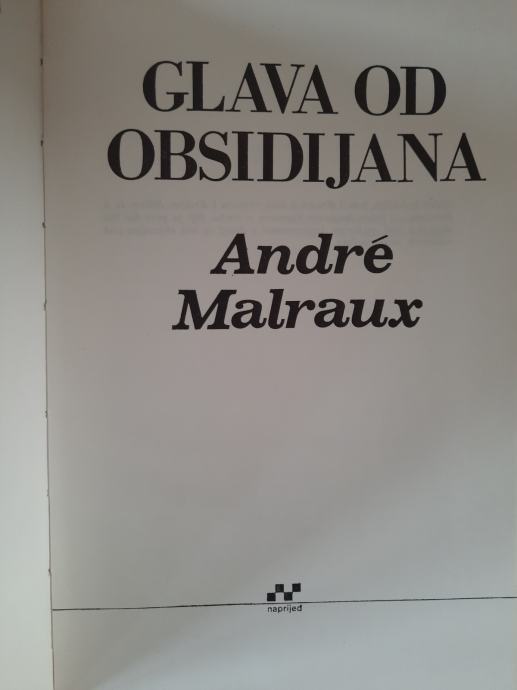 GLAVA OD
OBSIDIJANA
André
Malraux
naprijed